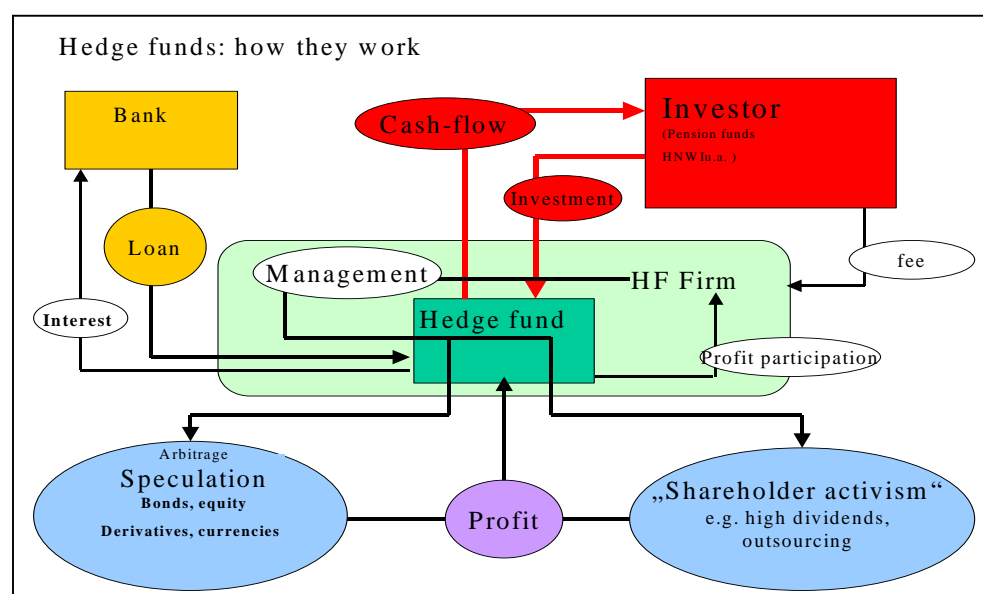 Hedge funds: how they work
Bank
Cash-flow
Investor
(Pension funds
HNWIu.a. )
Investment
Loan
Management
HF Firm
fee
Interest
Hedge fund
Profit participation
Arbitrage
Speculation
Bonds, equity
Derivatives, currencies
Profit
„Shareholder activism“
e.g. high dividends,
outsourcing